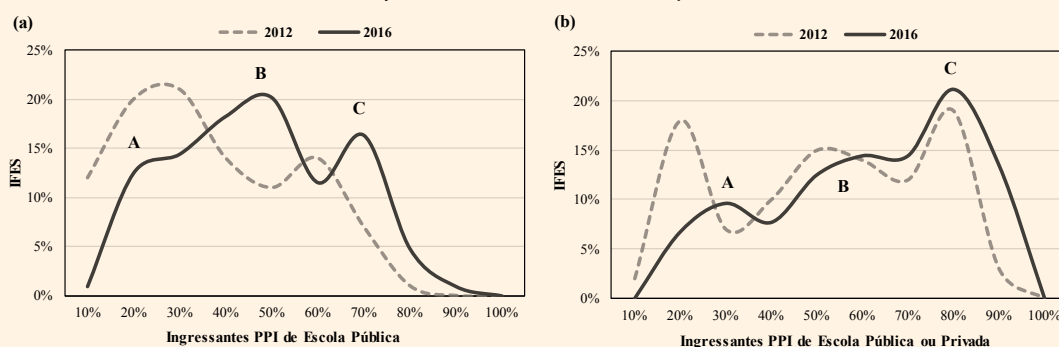 (a)
2012 2016
25%
20%
15%
10%
5%
0%
IFES
A
B
C
10% 20% 30% 40% 50% 60% 70% 80% 90% 100%
Ingressantes PPI de Escola Pública
(b)
2012 2016
25%
20%
15%
10%
5%
0%
IFES
A
B
C
10% 20% 30% 40% 50% 60% 70% 80% 90% 100%
Ingressantes PPI de Escola Pública ou Privada